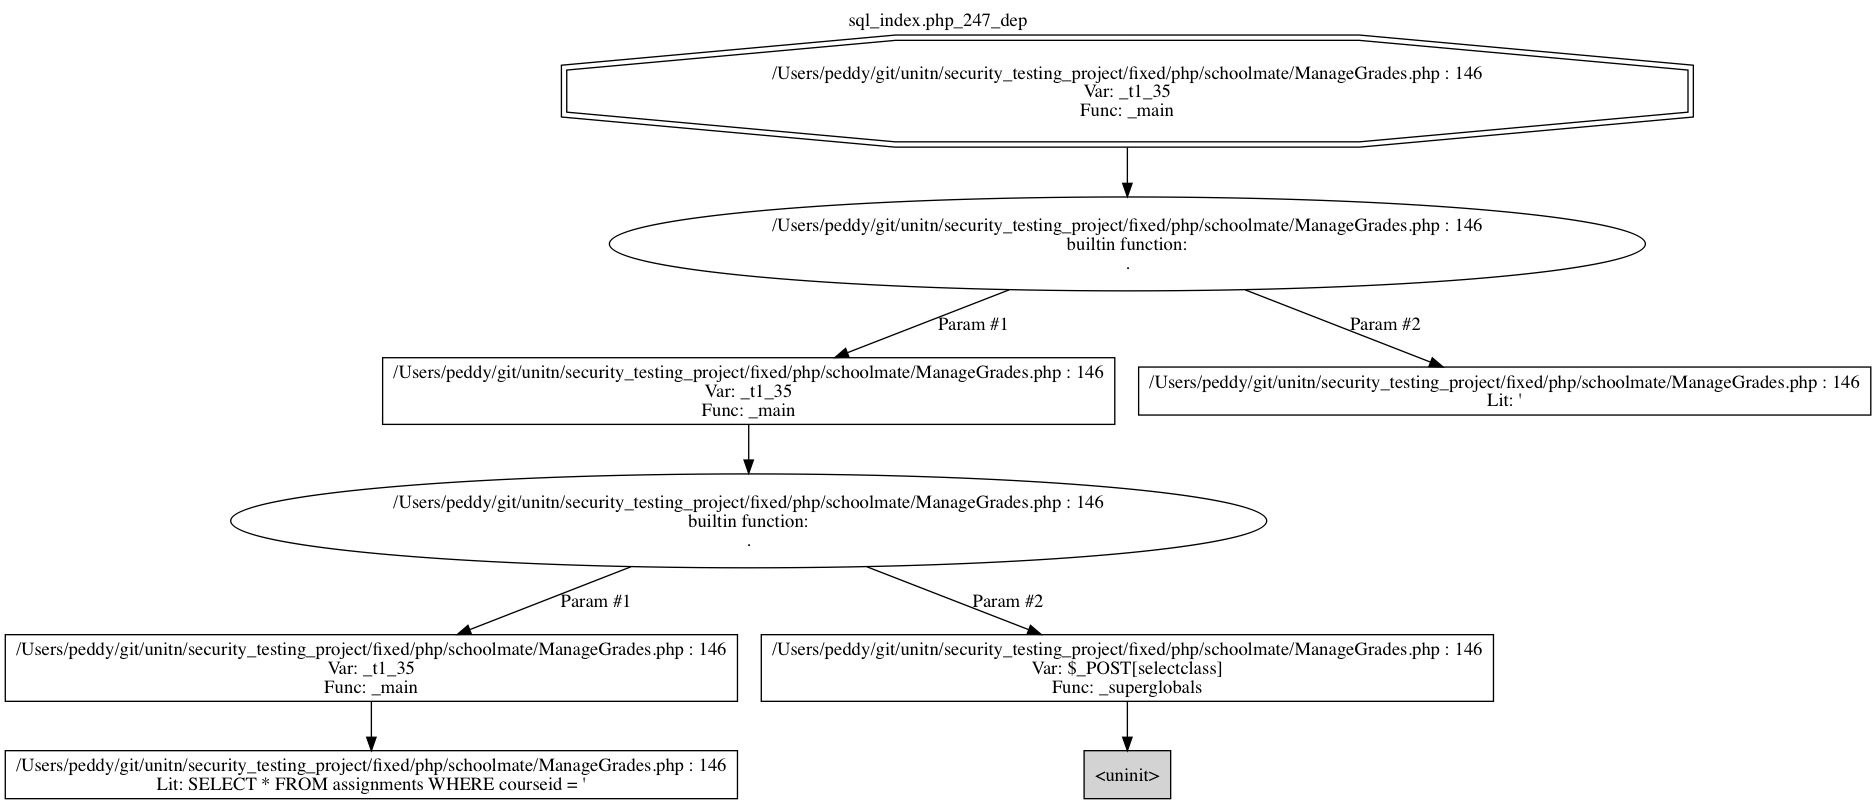 sql_index.php_247_dep
/Users/peddy/git/unitn/security_testing_project/fixed/php/schoolmate/ManageGrades.php : 146
Var: _t1_35
Func: _main
/Users/peddy/git/unitn/security_testing_project/fixed/php/schoolmate/ManageGrades.php : 146
builtin function:
.
Param #1
Param #2
/Users/peddy/git/unitn/security_testing_project/fixed/php/schoolmate/ManageGrades.php : 146
Var: _t1_35
Func: _main
/Users/peddy/git/unitn/security_testing_project/fixed/php/schoolmate/ManageGrades.php : 146
Lit: '
/Users/peddy/git/unitn/security_testing_project/fixed/php/schoolmate/ManageGrades.php : 146
builtin function:
.
Param #1
Param #2
/Users/peddy/git/unitn/security_testing_project/fixed/php/schoolmate/ManageGrades.php : 146
Var: _t1_35
Func: _main
/Users/peddy/git/unitn/security_testing_project/fixed/php/schoolmate/ManageGrades.php : 146
Var: $_POST[selectclass]
Func: _superglobals
/Users/peddy/git/unitn/security_testing_project/fixed/php/schoolmate/ManageGrades.php : 146
Lit: SELECT * FROM assignments WHERE courseid = '
<uninit>